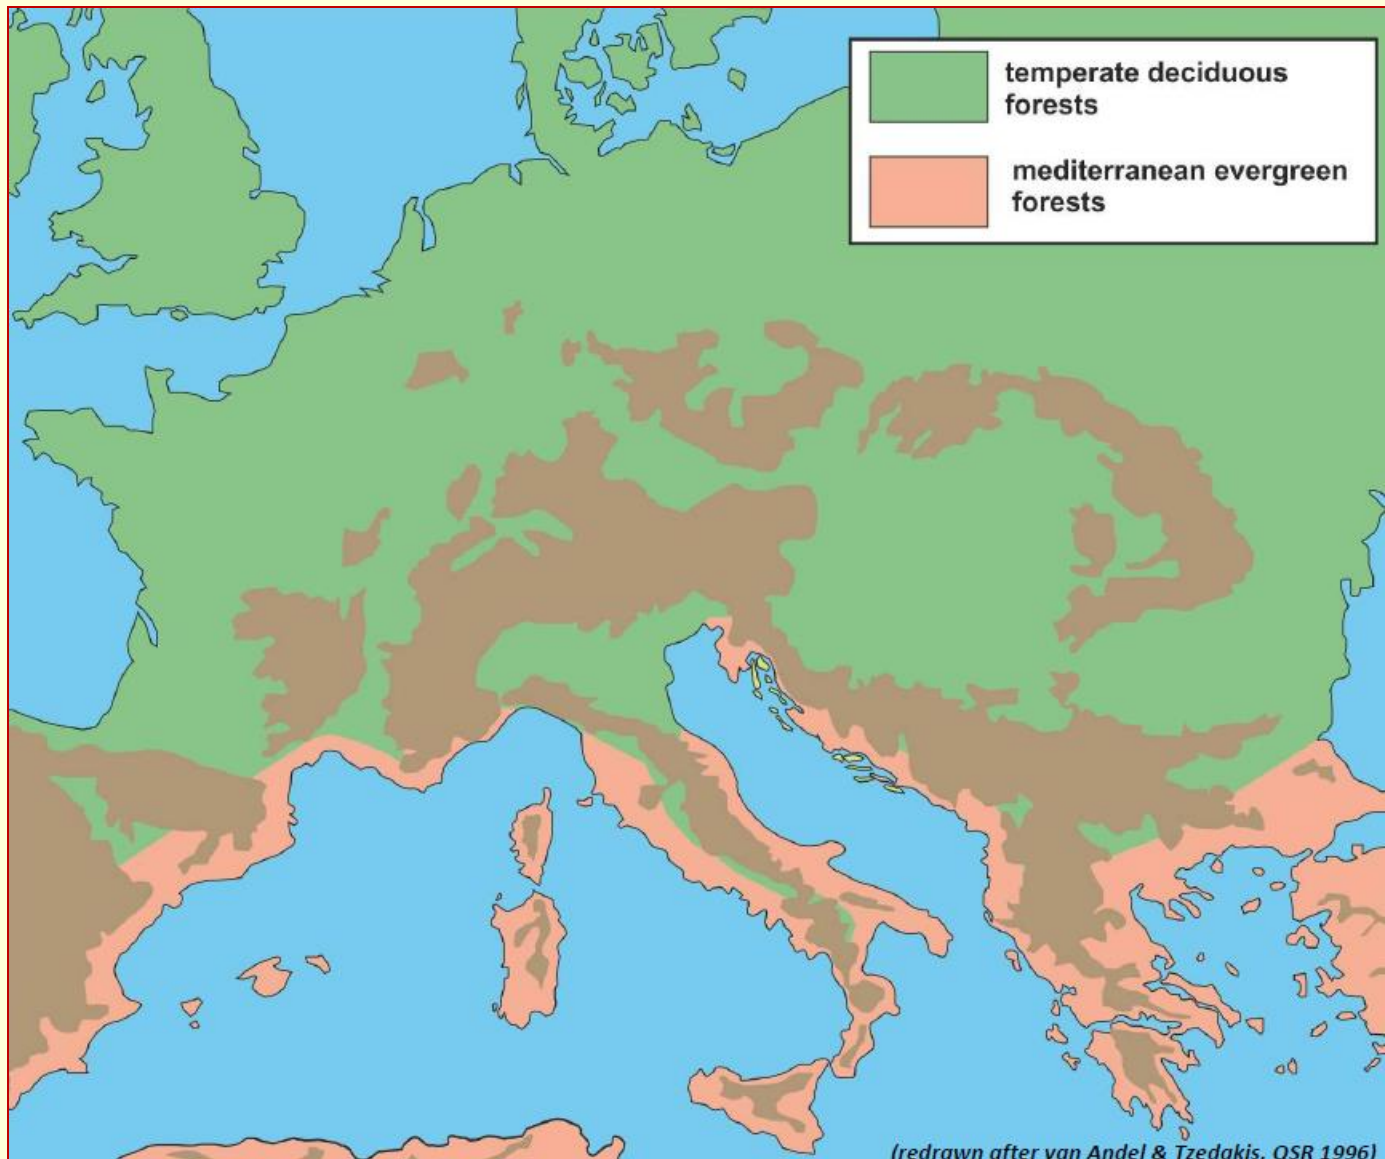 temperate deciduous
forests
mediterranean evergreen
forests
(redrawn after van Andel & Tzedakis, QSR 1996)